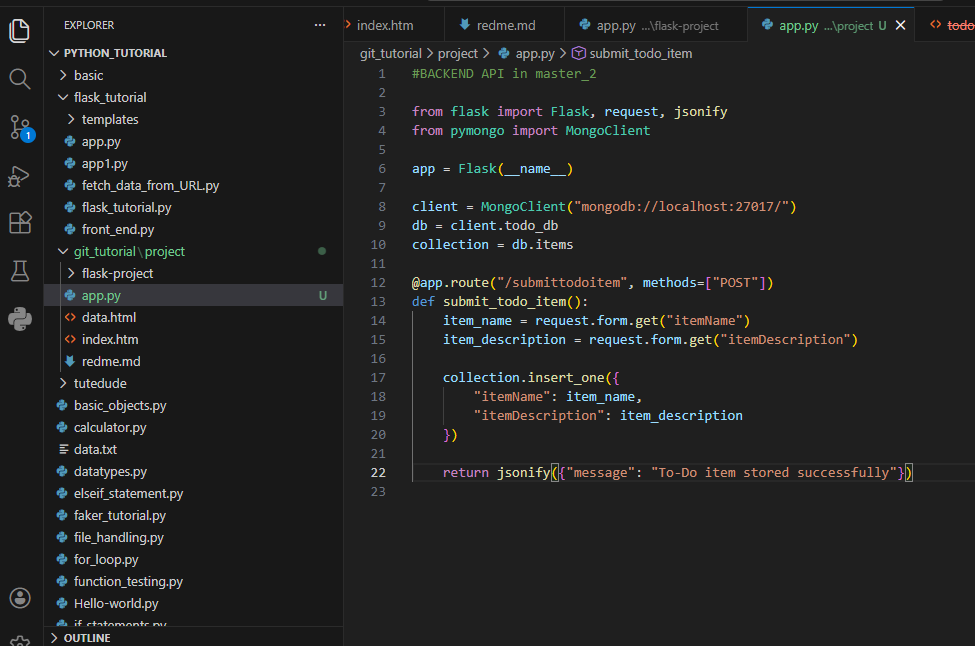 EXPLORER ···
PYTHON_TUTORIAL
basic
flask_tutorial
templates
app.py
app1.py
fetch_data_from_URL.py
flask_tutorial.py
front_end.py
git_tutorial\project
flask-project
app.py U
data.html
index.htm
redme.md
tutedude
basic_objects.py
calculator.py
data.txt
datatypes.py
elseif_statement.py
faker_tutorial.py
file_handling.py
for_loop.py
function_testing.py
Hello-world.py
if_statements.py
OUTLINE
1
index.htm redme.md app.py ...\flask-project app.py ...\project U todo
git_tutorial > project > app.py > submit_todo_item
1 #BACKEND API in master_2
2
3 from flask import Flask, request, jsonify
4 from pymongo import MongoClient
5
6 app = Flask(__name__)
7
8 client = MongoClient("mongodb://localhost:27017/")
9 db = client.todo_db
10 collection = db.items
11
12 @app.route("/submittodoitem", methods=["POST"])
13 def submit_todo_item():
14 item_name = request.form.get("itemName")
15 item_description = request.form.get("itemDescription")
16
17 collection.insert_one({
18 "itemName": item_name,
19 "itemDescription": item_description
20 })
21
22 return jsonify({"message": "To-Do item stored successfully"})
23